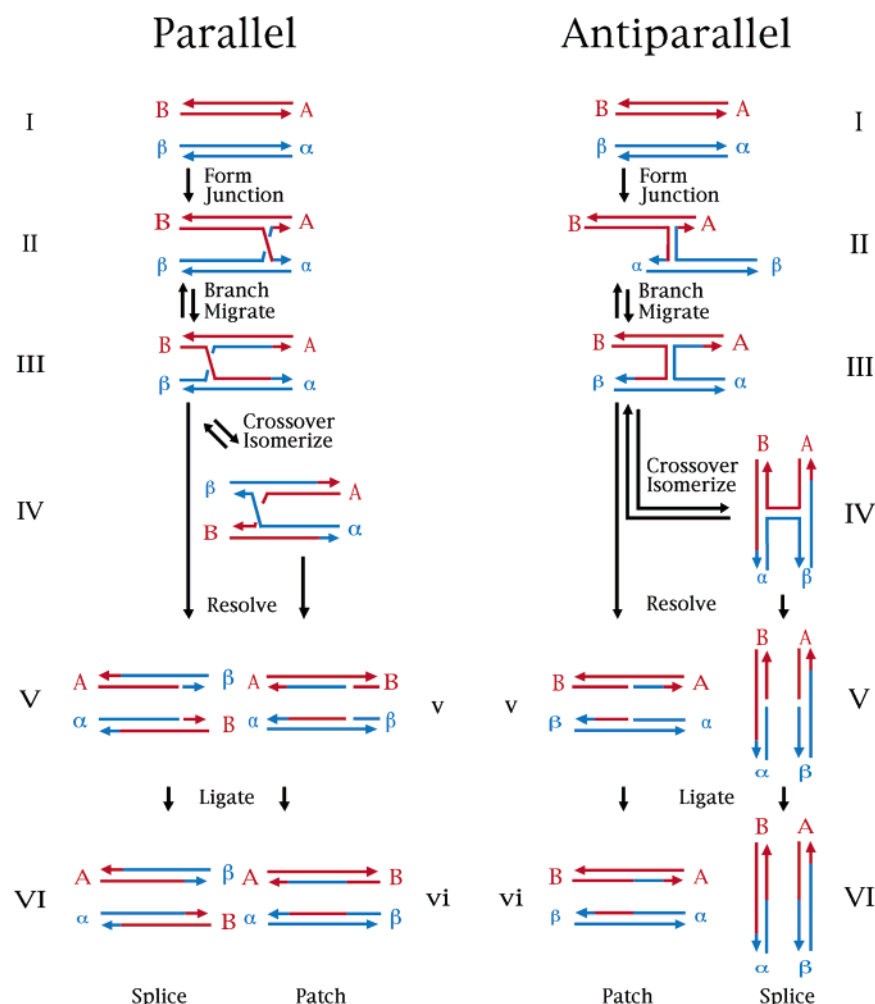 Parallel Antiparallel
I B A B A I
β α β α
Form Junction Form Junction
II B A B A II
β α α β
Branch Migrate Branch Migrate
III B A B A III
β α β α
Crossover Isomerize Crossover Isomerize
B A
IV β A IV
B α
α β
Resolve Resolve
B A
V A β A B v v B A V
α B α β β α
α β
Ligate Ligate
B A
VI A β A B vi vi B A VI
α B α β β α
α β
Splice Patch Patch Splice